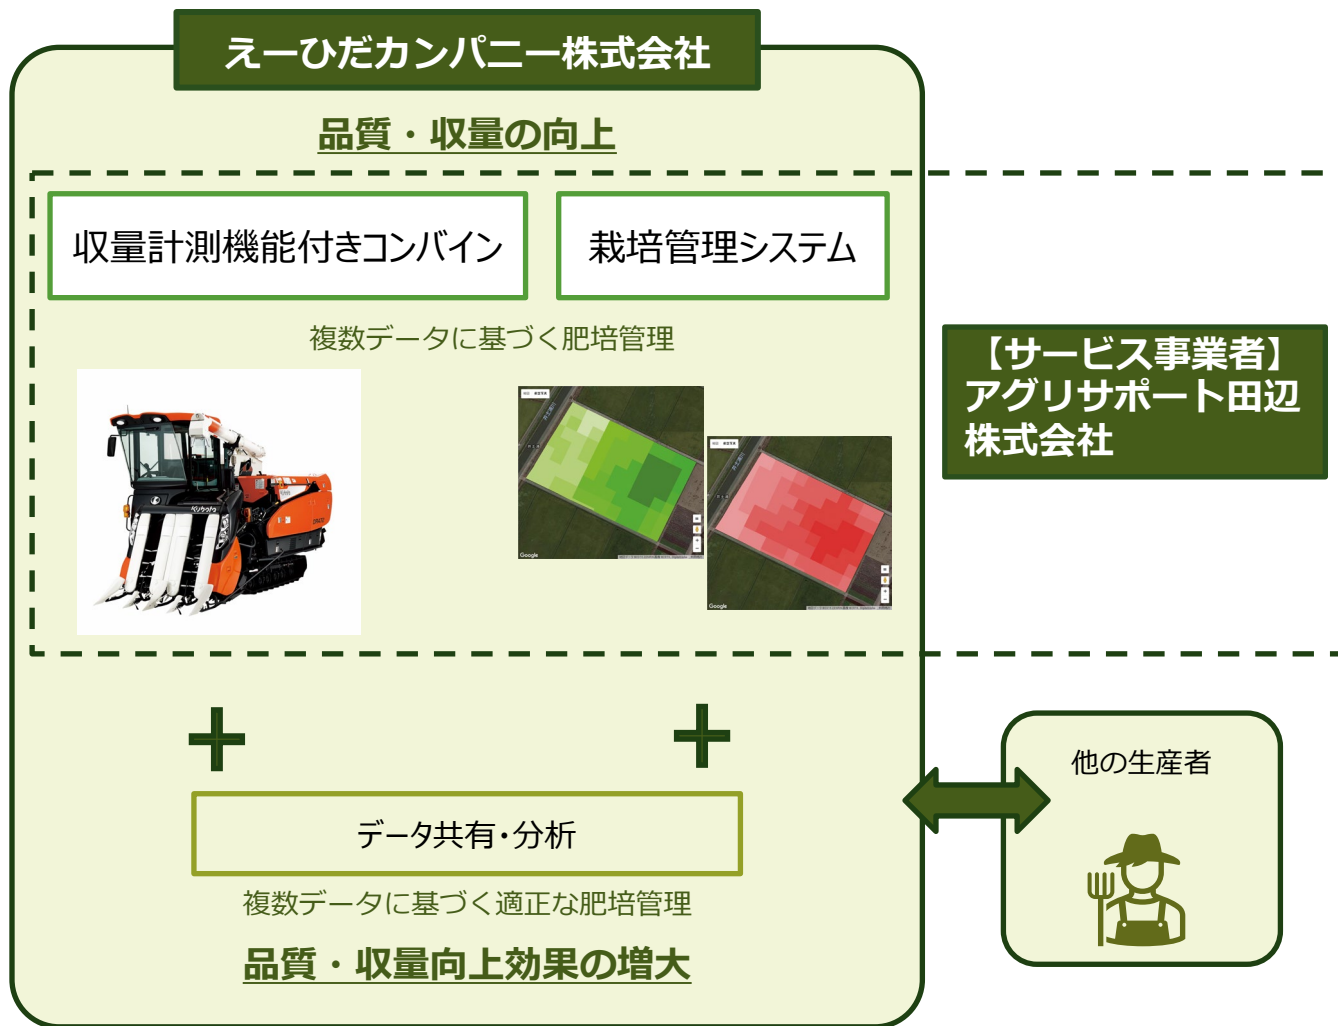 えーひだカンパニー株式会社
品質・収量の向上
収量計測機能付きコンバイン
栽培管理システム
複数データに基づく肥培管理
【サービス事業者】
アグリサポート田辺
株式会社
Kubota
Google
Google
他の生産者
データ共有・分析
複数データに基づく適正な肥培管理
品質・収量向上効果の増大